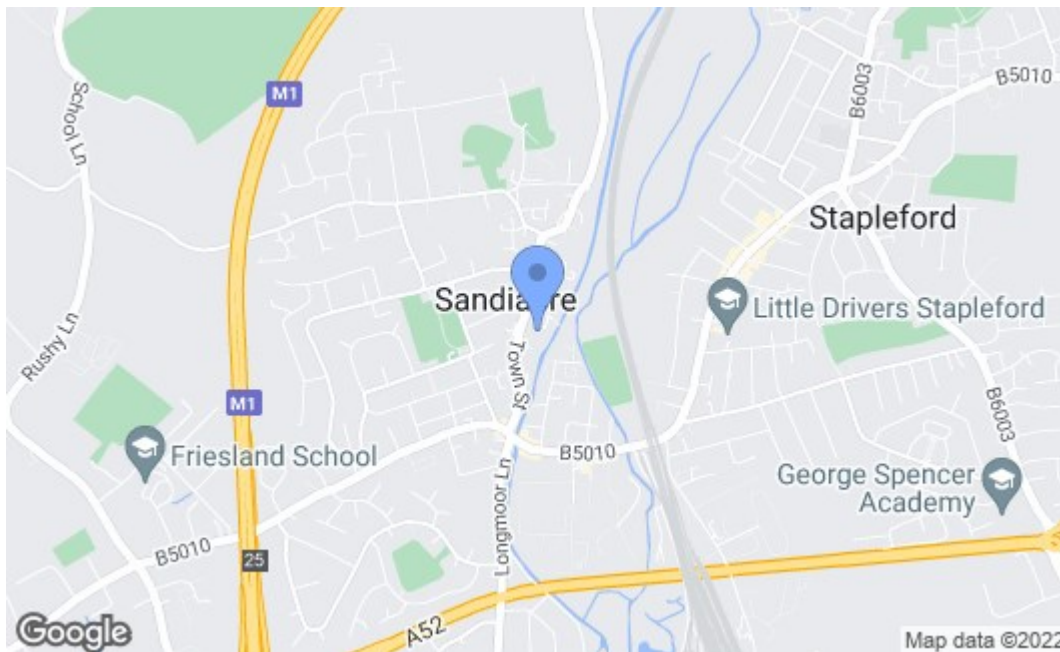 M1
School Ln
B6003
B5010
Stapleford
Sandiacre
Little Drivers Stapleford
Rushy Ln
Town St
M1
Friesland School
B5010
B6003
George Spencer
Academy
Longmoor Ln
B5010
25
A52
Google
Map data ©2022